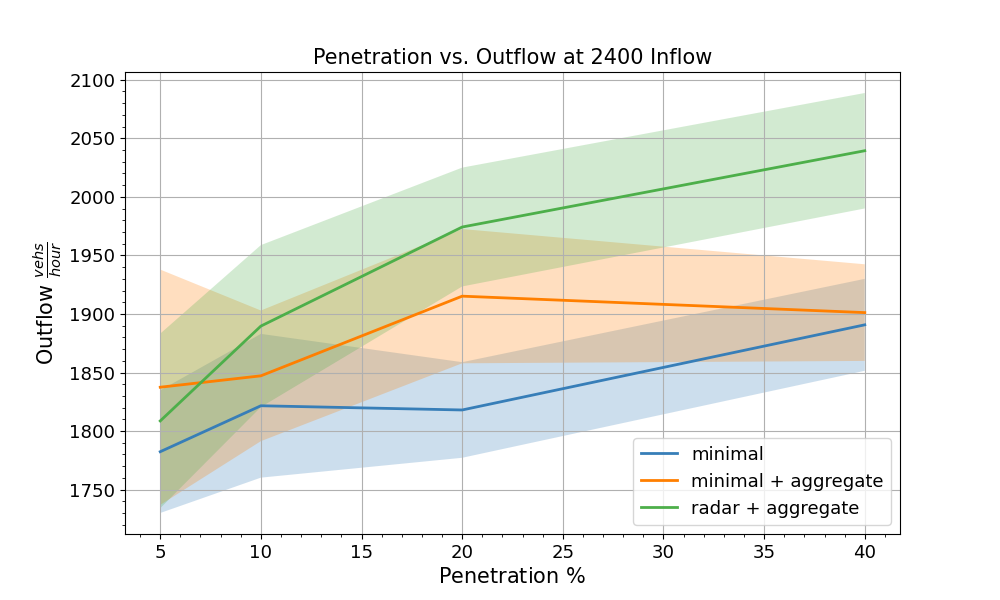 Penetration vs. Outflow at 2400 Inflow
2100
2050
2000
1950
1900
1850
1800
1750
Outflow vehs/hour
5 10 15 20 25 30 35 40
Penetration %
minimal
minimal + aggregate
radar + aggregate